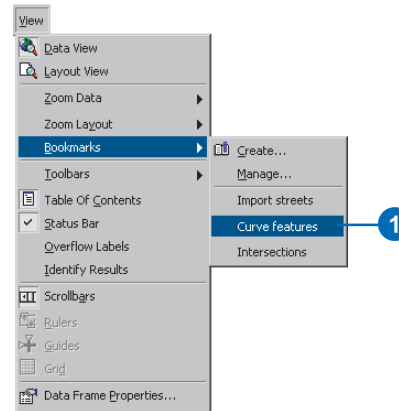 View
Data View
Layout View
Zoom Data
Zoom Layout
Bookmarks
Create...
Manage...
Toolbars
Import streets
Table Of Contents
Curve features
1
Status Bar
Intersections
Overflow Labels
Identify Results
Scrollbars
Rulers
Guides
Grid
Data Frame Properties...